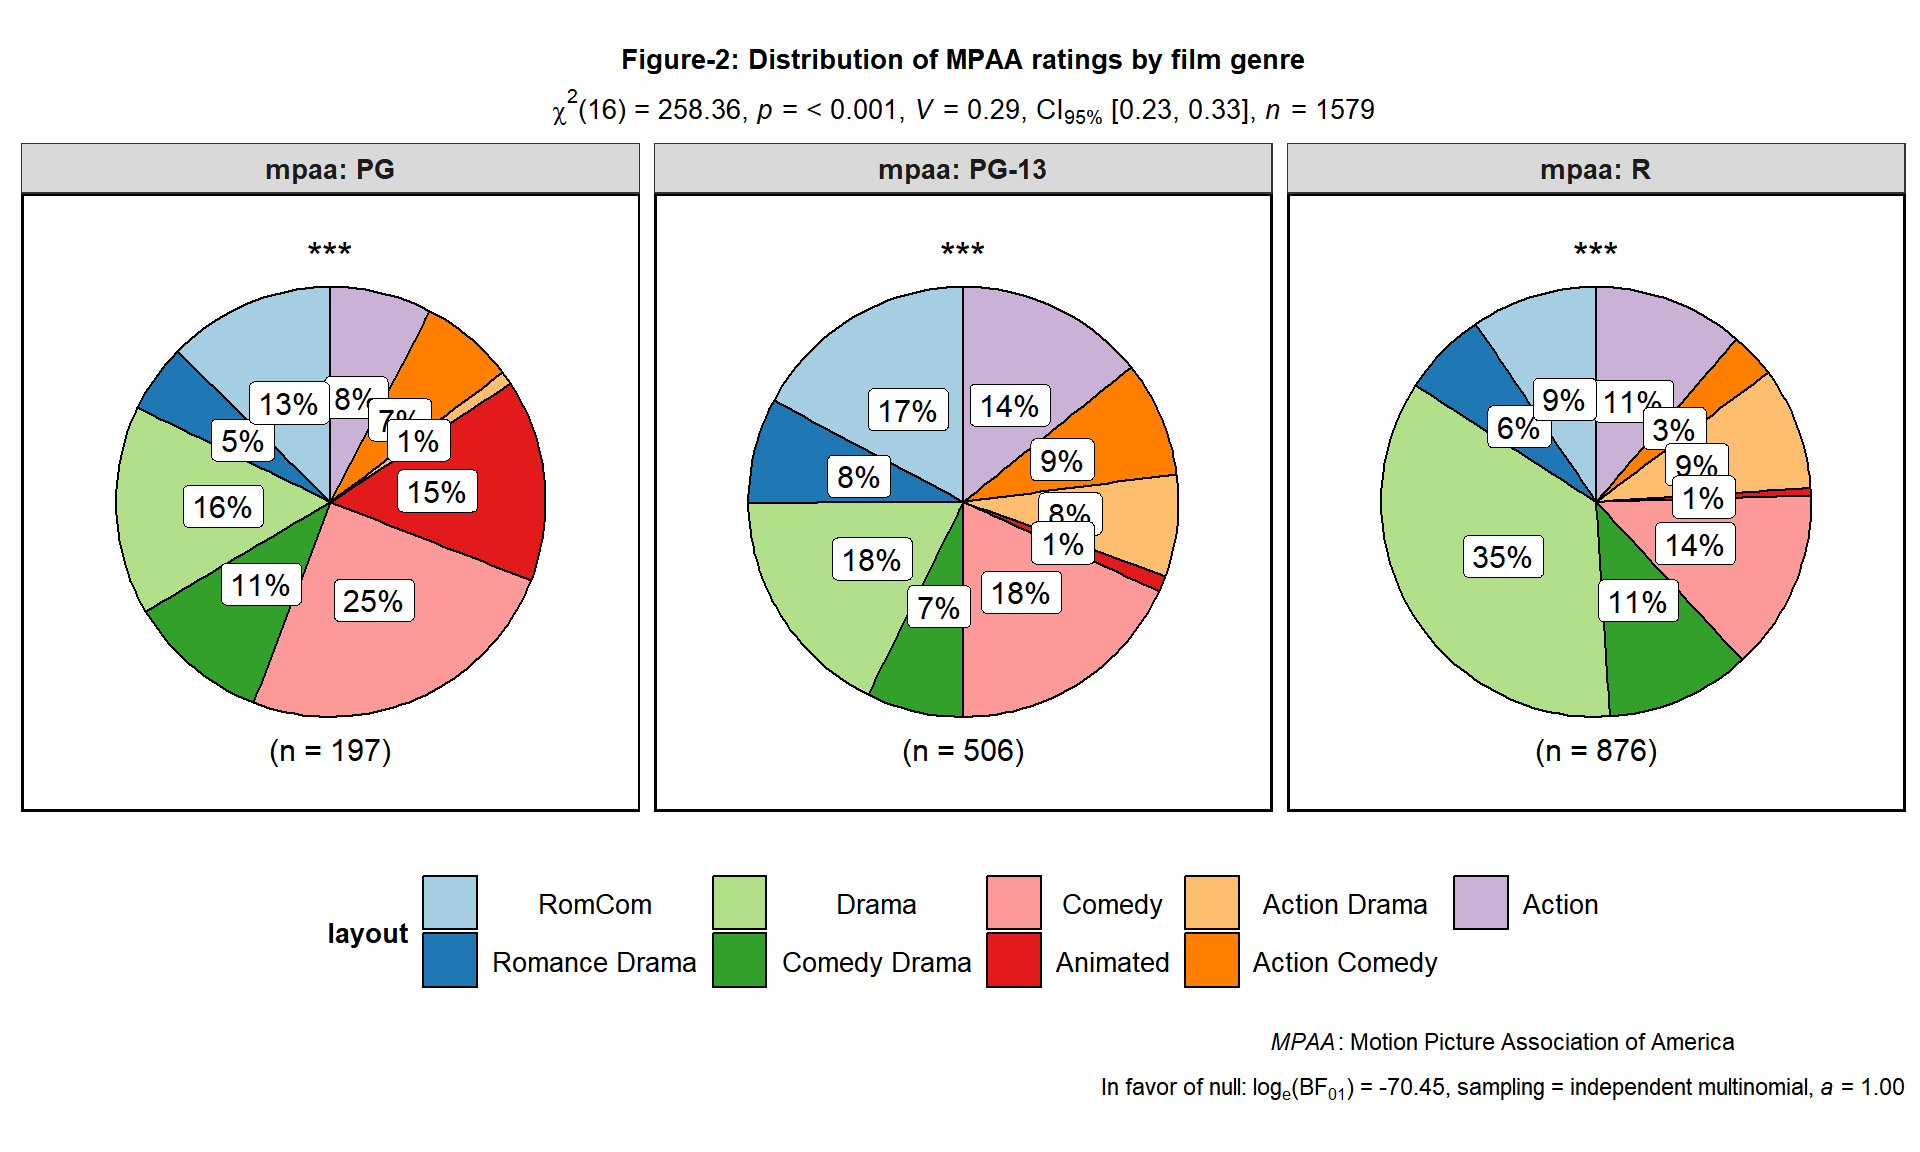 Figure-2: Distribution of MPAA ratings by film genre
χ2(16) = 258.36, p = < 0.001, V = 0.29, CI95% [0.23, 0.33], n = 1579
mpaa: PG
***
13%
8%
7%
1%
5%
15%
16%
11%
25%
(n = 197)
mpaa: PG-13
***
17%
14%
9%
8%
8%
1%
18%
7%
18%
(n = 506)
mpaa: R
***
9%
11%
6%
3%
9%
1%
14%
35%
11%
(n = 876)
layout
RomCom
Drama
Comedy
Action Drama
Action
Romance Drama
Comedy Drama
Animated
Action Comedy
MPAA: Motion Picture Association of America
In favor of null: loge(BF01) = -70.45, sampling = independent multinomial, a = 1.00